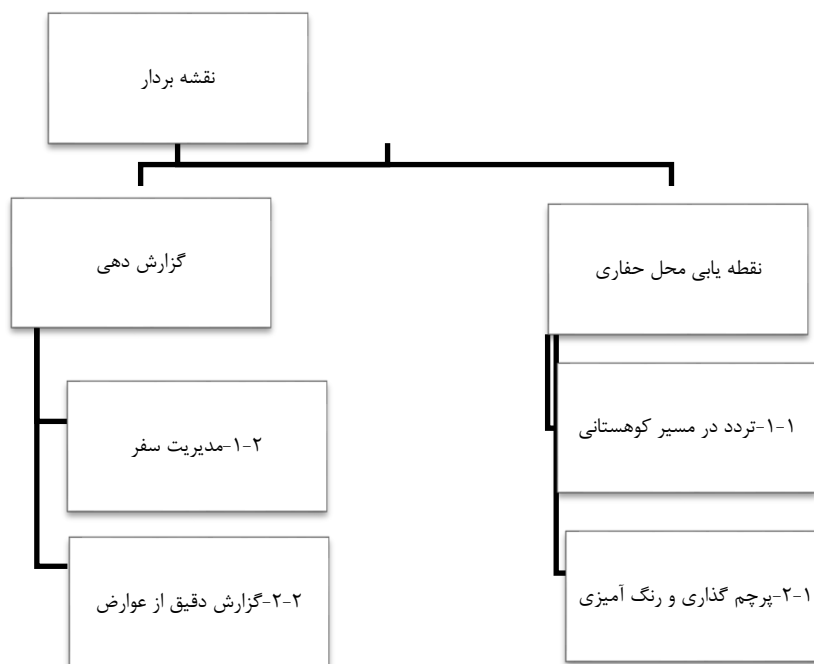 نقشه بردار
نقطه یابی محل حفاری
گزارش دهی
۱-۱-تردد در مسیر کوهستانی
۲-۱-پرچم گذاری و رنگ آمیزی
۱-۲-مدیریت سفر
۲-۲-گزارش دقیق از عوارض